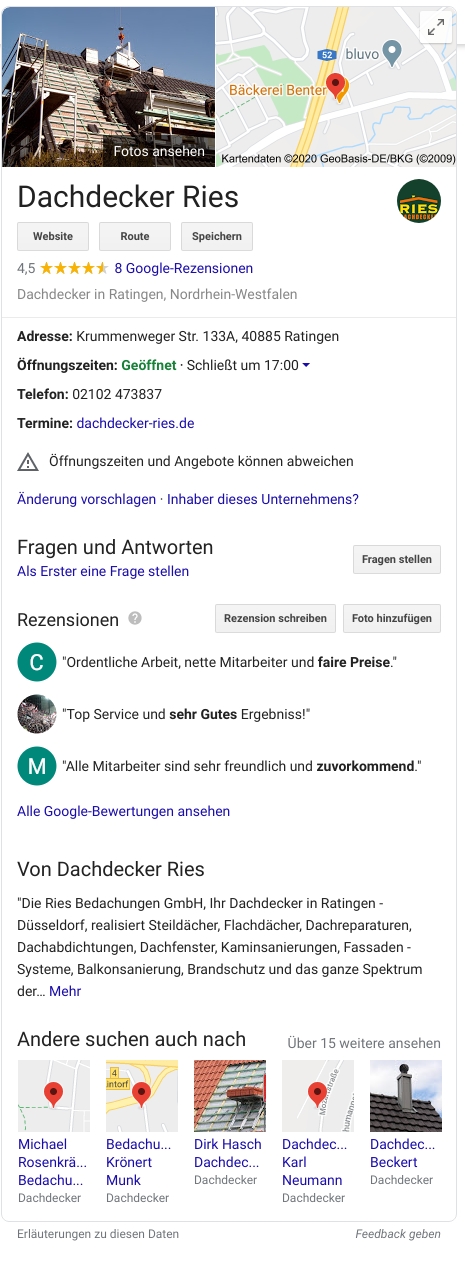 Fotos ansehen
52
bluvo
Bäckerei Benter
Kartendaten ©2020 GeoBasis-DE/BKG (©2009)
Dachdecker Ries
RIES
Website
Route
Speichern
4,5 8 Google-Rezensionen
Dachdecker in Ratingen, Nordrhein-Westfalen
Adresse: Krummenweger Str. 133A, 40885 Ratingen
Öffnungszeiten: Geöffnet · Schließt um 17:00
Telefon: 02102 473837
Termine: dachdecker-ries.de
Öffnungszeiten und Angebote können abweichen
Änderung vorschlagen · Inhaber dieses Unternehmens?
Fragen und Antworten
Fragen stellen
Als Erster eine Frage stellen
Rezensionen ?
Rezension schreiben
Foto hinzufügen
C
"Ordentliche Arbeit, nette Mitarbeiter und faire Preise."
"Top Service und sehr Gutes Ergebniss!"
M
"Alle Mitarbeiter sind sehr freundlich und zuvorkommend."
Alle Google-Bewertungen ansehen
Von Dachdecker Ries
"Die Ries Bedachungen GmbH, Ihr Dachdecker in Ratingen -
Düsseldorf, realisiert Steildächer, Flachdächer, Dachreparaturen,
Dachabdichtungen, Dachfenster, Kaminsanierungen, Fassaden -
Systeme, Balkonsanierung, Brandschutz und das ganze Spektrum
der... Mehr
Andere suchen auch nach
Über 15 weitere ansehen
4
intorf
Michael
Rosenkrä...
Bedachu...
Dachdecker
Bedachu...
Krönert
Munk
Dachdecker
Dirk Hasch
Dachdec...
Dachdecker
Dachdec...
Karl
Neumann
Dachdecker
Dachdec...
Beckert
Dachdecker
Erläuterungen zu diesen Daten
Feedback geben